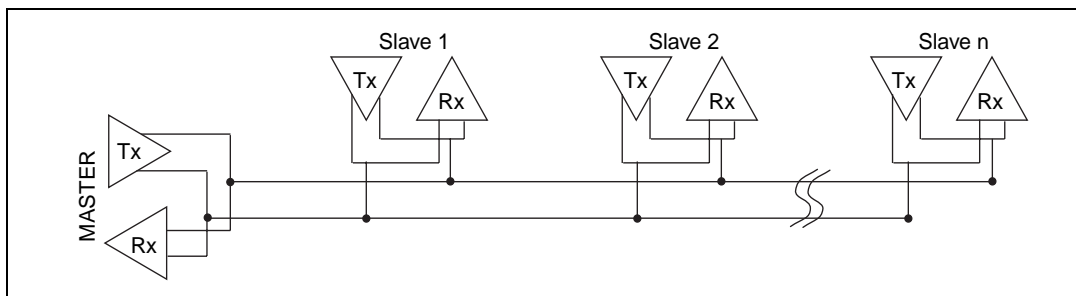 Slave 1
Slave 2
Slave n
Tx
Rx
Tx
Rx
Tx
Rx
MASTER
Tx
Rx